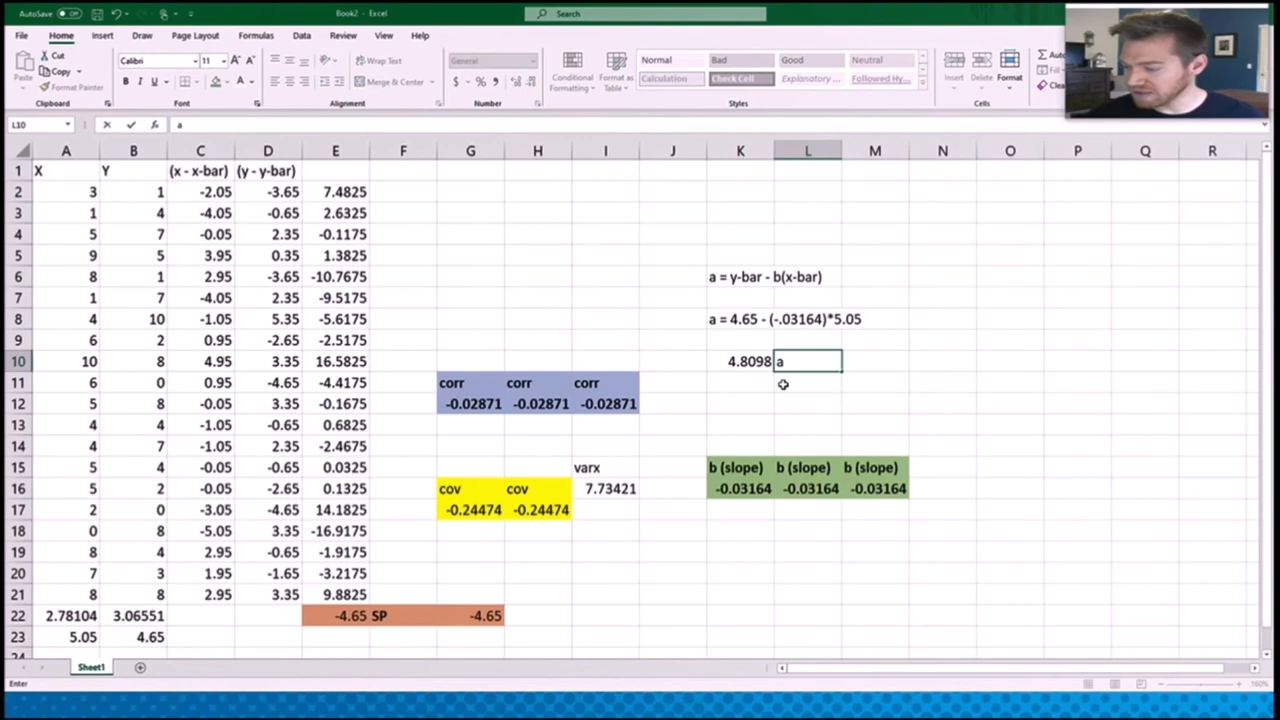 AutoSave Off Book2 - Excel Search
File Home Insert Draw Page Layout Formulas Data Review View Help
Cut Calibri 11 Wrap Text General Normal Bad Good Neutral
Paste Copy Merge & Center Conditional Format as Calculation Check Cell Explanatory ... Followed Hy... Insert Delete Format
Format Painter Formatting Table
Clipboard Font Alignment Number Styles Cells
L10 fx a
A B C D E F G H I J K L M N O P Q R
1 X Y (x - x-bar) (y - y-bar)
2 3 1 -2.05 -3.65 7.4825
3 1 4 -4.05 -0.65 2.6325
4 5 7 -0.05 2.35 -0.1175
5 9 5 3.95 0.35 1.3825
6 8 1 2.95 -3.65 -10.7675 a = y-bar - b(x-bar)
7 1 7 -4.05 2.35 -9.5175
8 4 10 -1.05 5.35 -5.6175 a = 4.65 - (-.03164)*5.05
9 6 2 0.95 -2.65 -2.5175
10 10 8 4.95 3.35 16.5825 4.8098 a
11 6 0 0.95 -4.65 -4.4175 corr corr corr
12 5 8 -0.05 3.35 -0.1675 -0.02871 -0.02871 -0.02871
13 4 4 -1.05 -0.65 0.6825
14 4 7 -1.05 2.35 -2.4675
15 5 4 -0.05 -0.65 0.0325 varx b (slope) b (slope) b (slope)
16 5 2 -0.05 -2.65 0.1325 cov cov 7.73421 -0.03164 -0.03164 -0.03164
17 2 0 -3.05 -4.65 14.1825 -0.24474 -0.24474
18 0 8 -5.05 3.35 -16.9175
19 8 4 2.95 -0.65 -1.9175
20 7 3 1.95 -1.65 -3.2175
21 8 8 2.95 3.35 9.8825
22 2.78104 3.06551 -4.65 SP -4.65
23 5.05 4.65
Sheet1
Enter 160%